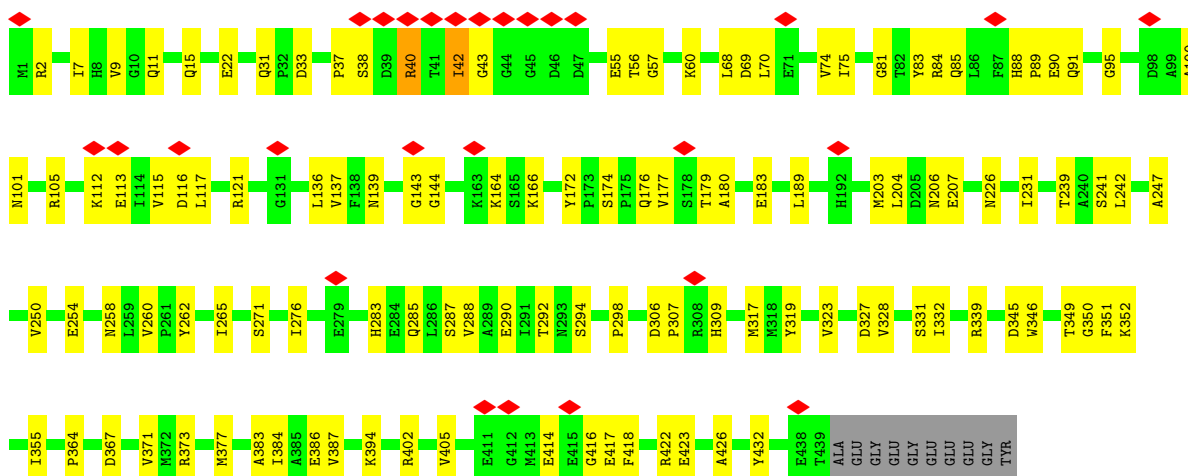 M1 R2 I7 H8 V9 G10 Q11 Q15 E22 Q31 P32 D33 P37 S38 D39 R40 T41 I42 G43 G44 G45 D46 D47 E55 T56 G57 K60 L68 D69 L70 E71 V74 I75 G81 T82 Y83 R84 Q85 L86 F87 H88 P89 E90 Q91 G95 D98 A99 A100
N101 R105 K112 E113 I114 V115 D116 L117 R121 G131 L136 V137 F138 N139 G143 G144 K163 K164 S165 K166 Y172 P173 S174 P175 Q176 V177 S178 T179 A180 E183 L189 H192 M203 L204 D205 N206 E207 N226 I231 T239 A240 S241 L242 A247
V250 E254 N258 L259 V260 P261 Y262 I265 S271 I276 E279 H283 E284 Q285 L286 S287 V288 A289 E290 I291 T292 N293 S294 P298 D306 P307 R308 H309 M317 M318 Y319 V323 D327 V328 S331 I332 R339 D345 W346 T349 G350 F351 K352
I355 P364 D367 V371 M372 R373 M377 A383 I384 A385 E386 V387 K394 R402 V405 E411 G412 M413 E414 E415 G416 E417 F418 R422 E423 A426 Y432 E438 T439 ALA GLU GLY GLU GLY GLU GLU GLU GLY TYR